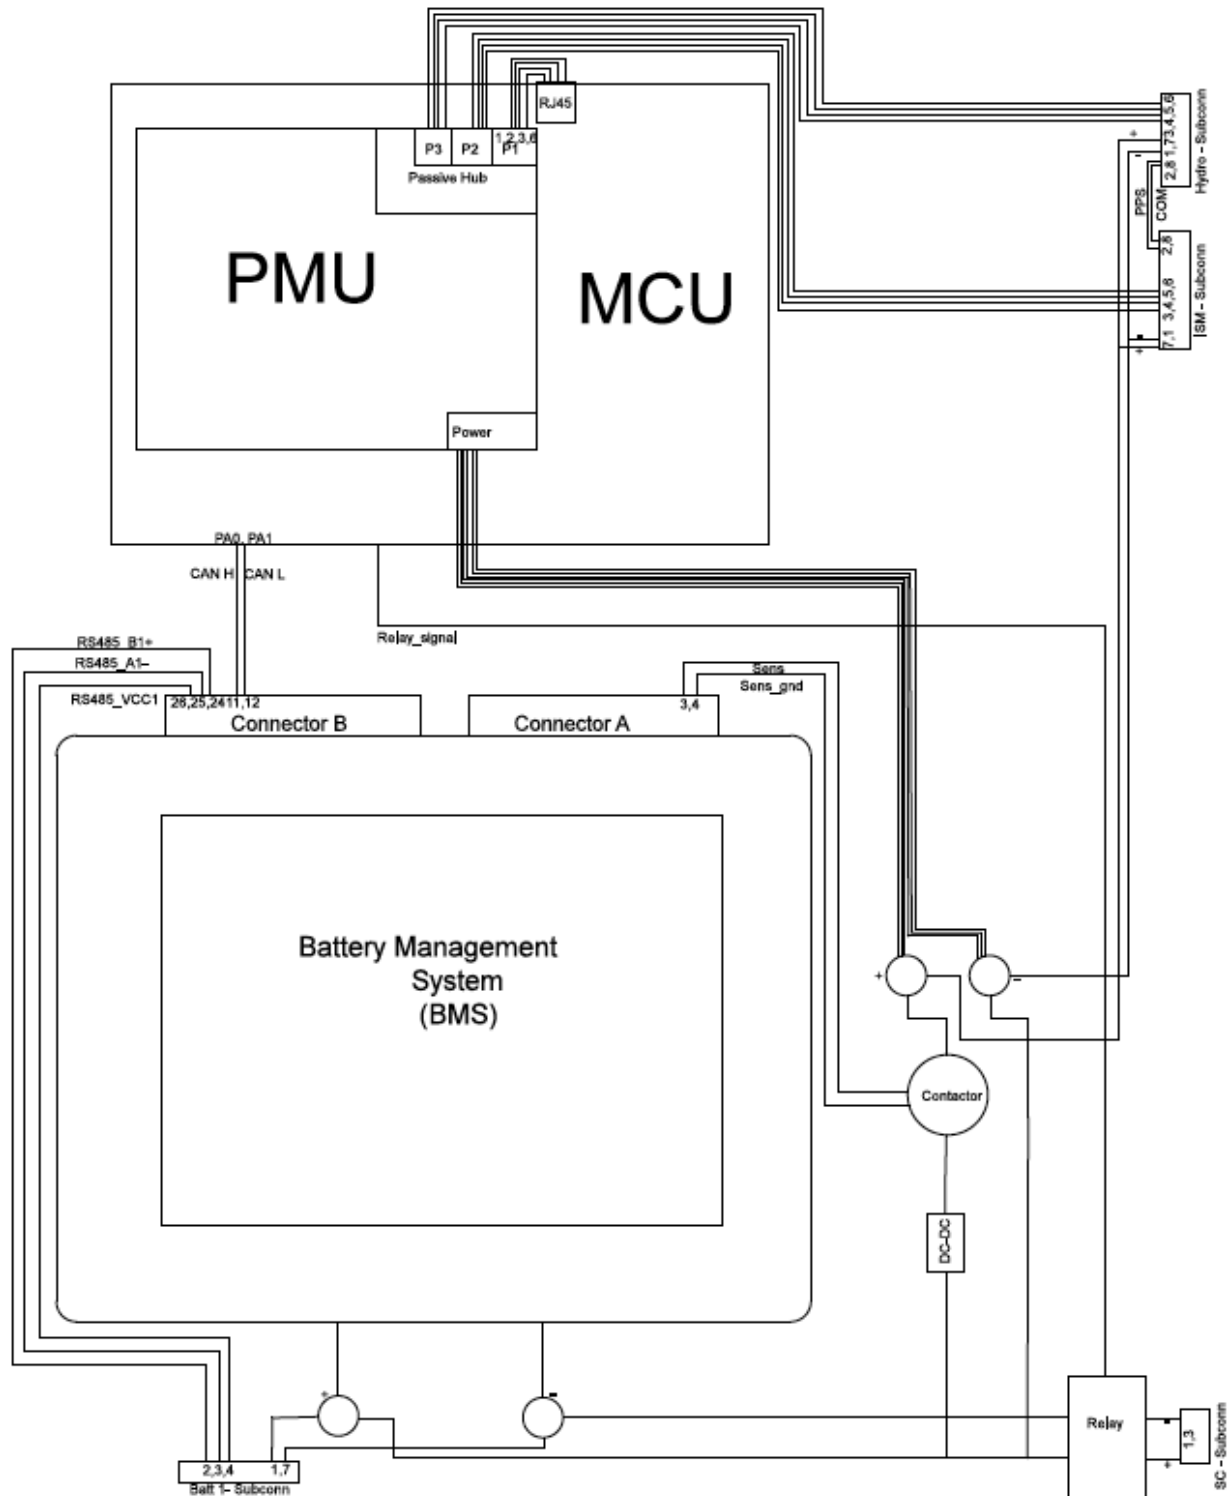 RJ45
1,2,3,6
P3
P2
P1
Passive Hub
PMU
MCU
Power
3,4,5,6
1,7
2,8
Hydro - Subconn
+
-
PPS
COM
2,8
3,4,5,6
7,1
ISM - Subconn
-
+
PA0, PA1
CAN H
CAN L
Relay_signal
RS485_B1+
RS485_A1-
RS485_VCC1
26,25,24
11,12
Connector B
Sens
Sens_gnd
3,4
Connector A
Battery Management
System
(BMS)
+
-
Contactor
DC-DC
+
-
Relay
-
+
1,3
SC - Subconn
2,3,4
1,7
Batt 1- Subconn